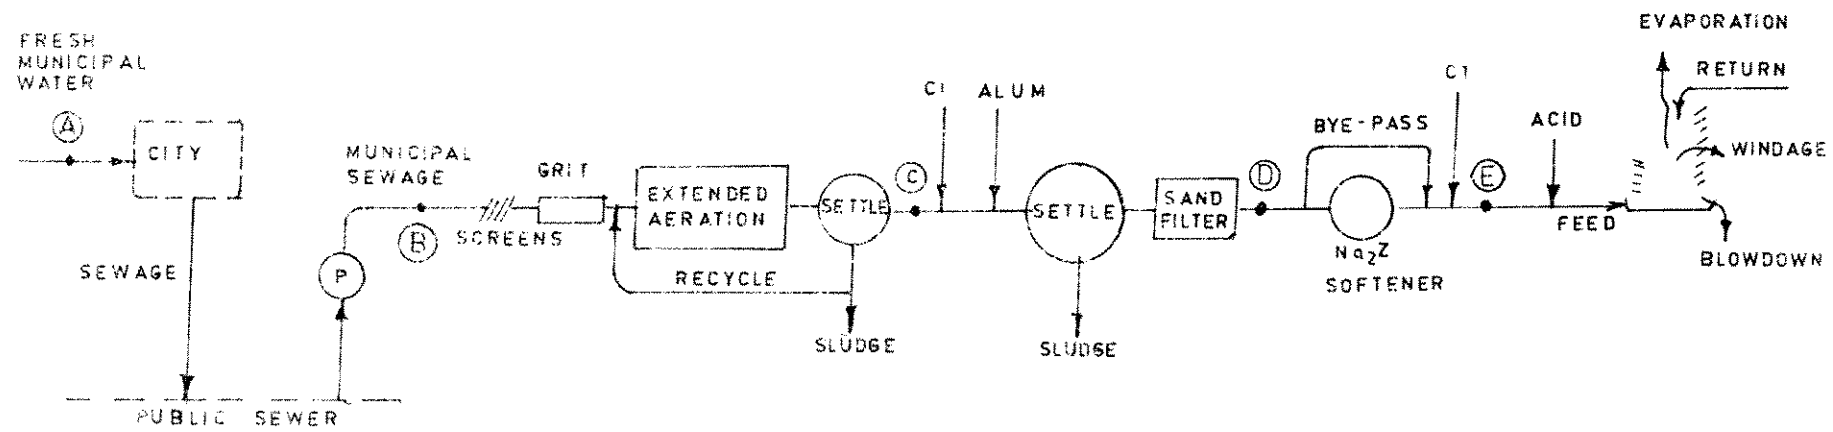 FRESH
MUNICIPAL
WATER
A
CITY
SEWAGE
PUBLIC SEWER
P
MUNICIPAL
SEWAGE
B
SCREENS
GRIT
EXTENDED
AERATION
RECYCLE
SETTLE
SLUDGE
C
Cl
ALUM
SETTLE
SLUDGE
SAND
FILTER
D
BYE-PASS
Na2Z
SOFTENER
C1
E
ACID
FEED
EVAPORATION
RETURN
WINDAGE
BLOWDOWN